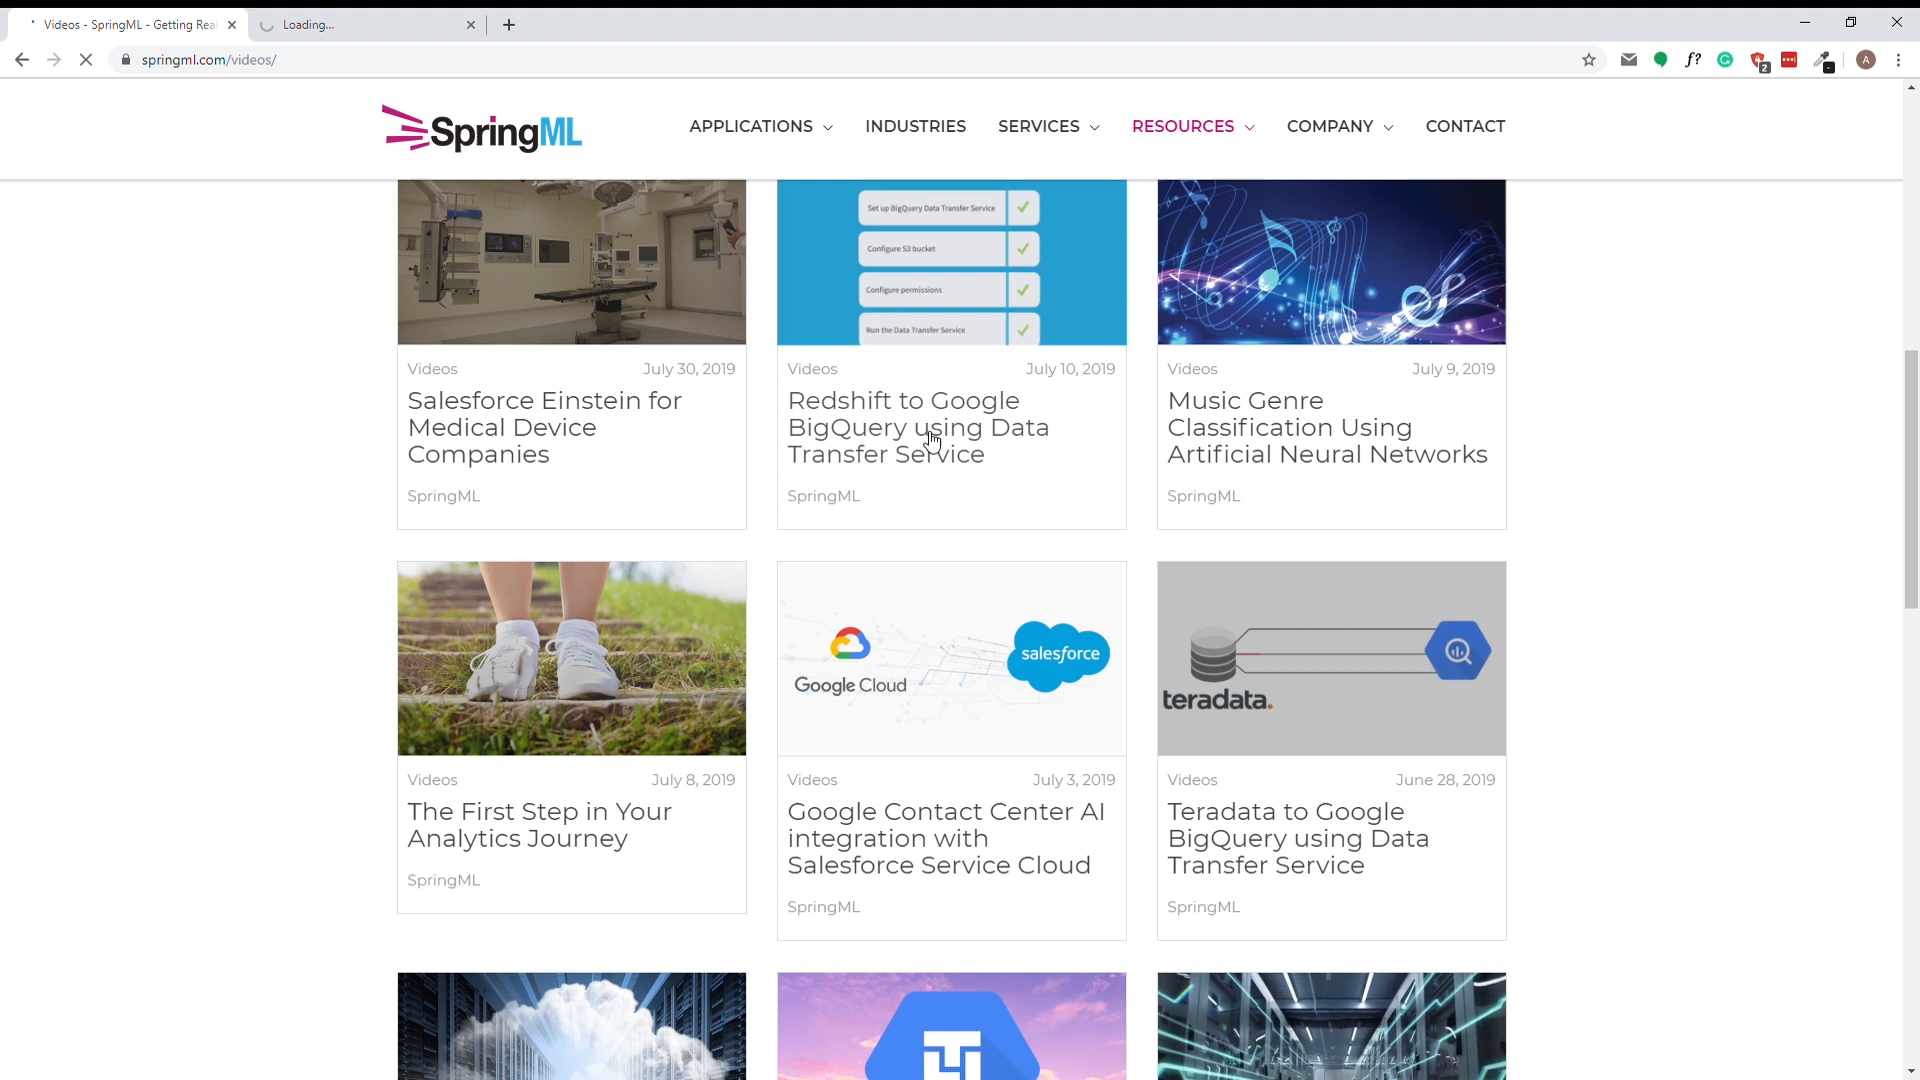 Videos - SpringML - Getting Rea
Loading...
springml.com/videos/
f?
2
A
SpringML
APPLICATIONS
INDUSTRIES
SERVICES
RESOURCES
COMPANY
CONTACT
Set up BigQuery Data Transfer Service
Configure S3 bucket
Configure permissions
Run the Data Transfer Service
Videos
July 30, 2019
Salesforce Einstein for
Medical Device
Companies
SpringML
Videos
July 10, 2019
Redshift to Google
BigQuery using Data
Transfer Service
SpringML
Videos
July 9, 2019
Music Genre
Classification Using
Artificial Neural Networks
SpringML
Google Cloud
salesforce
teradata.
Videos
July 8, 2019
The First Step in Your
Analytics Journey
SpringML
Videos
July 3, 2019
Google Contact Center AI
integration with
Salesforce Service Cloud
SpringML
Videos
June 28, 2019
Teradata to Google
BigQuery using Data
Transfer Service
SpringML